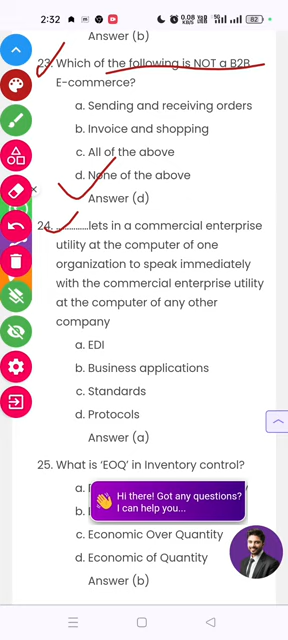 2:32
0.08 KB/S
5G
4G
82
Answer (b)
23. Which of the following is NOT a B2B
E-commerce?
a. Sending and receiving orders
b. Invoice and shopping
c. All of the above
d. None of the above
Answer (d)
24. ..............lets in a commercial enterprise
utility at the computer of one
organization to speak immediately
with the commercial enterprise utility
at the computer of any other
company
a. EDI
b. Business applications
c. Standards
d. Protocols
Answer (a)
25. What is ‘EOQ’ in Inventory control?
a.
b.
Hi there! Got any questions?
I can help you...
c. Economic Over Quantity
d. Economic of Quantity
Answer (b)